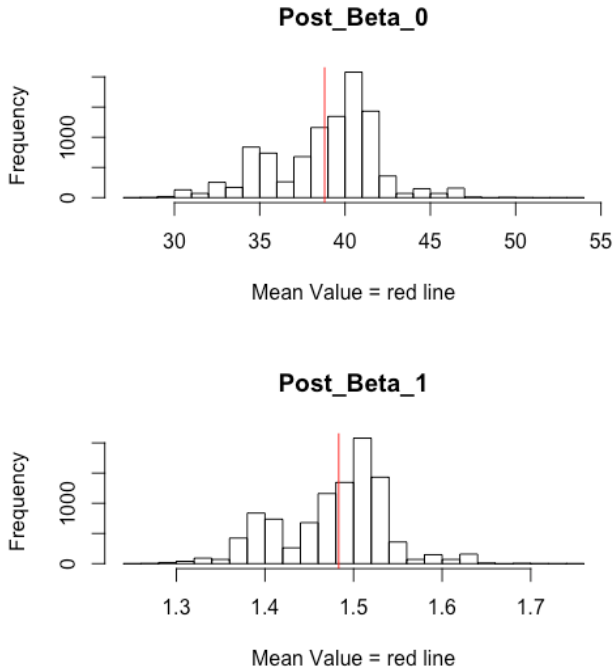 Post_Beta_0
Frequency
1000
0
30 35 40 45 50 55
Mean Value = red line
Post_Beta_1
Frequency
1000
0
1.3 1.4 1.5 1.6 1.7
Mean Value = red line